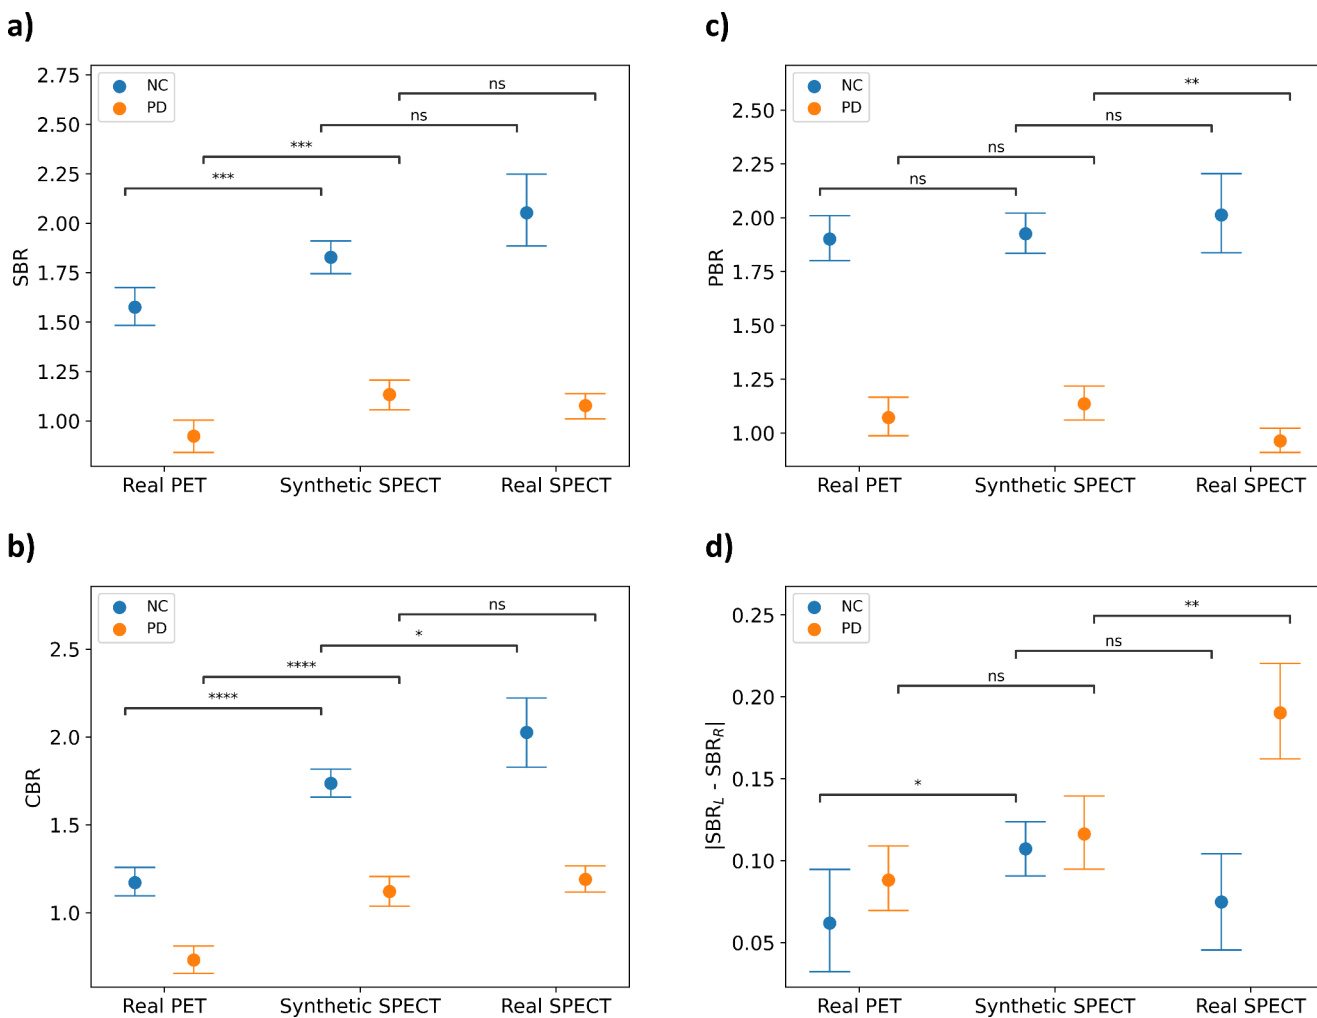 a)
SBR
2.75
2.50
2.25
2.00
1.75
1.50
1.25
1.00
NC
PD
ns
ns
***
***
Real PET Synthetic SPECT Real SPECT
c)
PBR
2.50
2.25
2.00
1.75
1.50
1.25
1.00
NC
PD
**
ns
ns
ns
Real PET Synthetic SPECT Real SPECT
b)
CBR
2.5
2.0
1.5
1.0
NC
PD
ns
*
****
****
Real PET Synthetic SPECT Real SPECT
d)
|SBR_L - SBR_R|
0.25
0.20
0.15
0.10
0.05
NC
PD
**
ns
ns
*
Real PET Synthetic SPECT Real SPECT